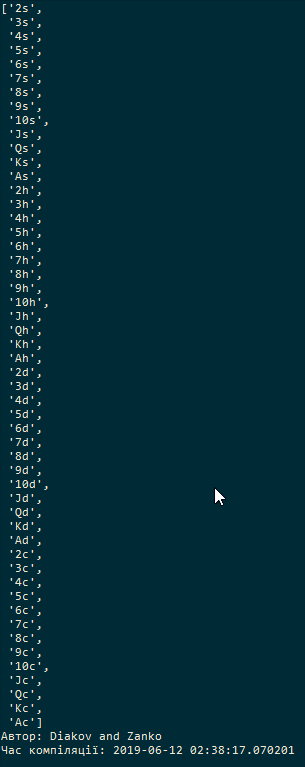 ['2s',
'3s',
'4s',
'5s',
'6s',
'7s',
'8s',
'9s',
'10s',
'Js',
'Qs',
'Ks',
'As',
'2h',
'3h',
'4h',
'5h',
'6h',
'7h',
'8h',
'9h',
'10h',
'Jh',
'Qh',
'Kh',
'Ah',
'2d',
'3d',
'4d',
'5d',
'6d',
'7d',
'8d',
'9d',
'10d',
'Jd',
'Qd',
'Kd',
'Ad',
'2c',
'3c',
'4c',
'5c',
'6c',
'7c',
'8c',
'9c',
'10c',
'Jc',
'Qc',
'Kc',
'Ac']
Автор: Diakov and Zanko
Час компіляції: 2019-06-12 02:38:17.070201